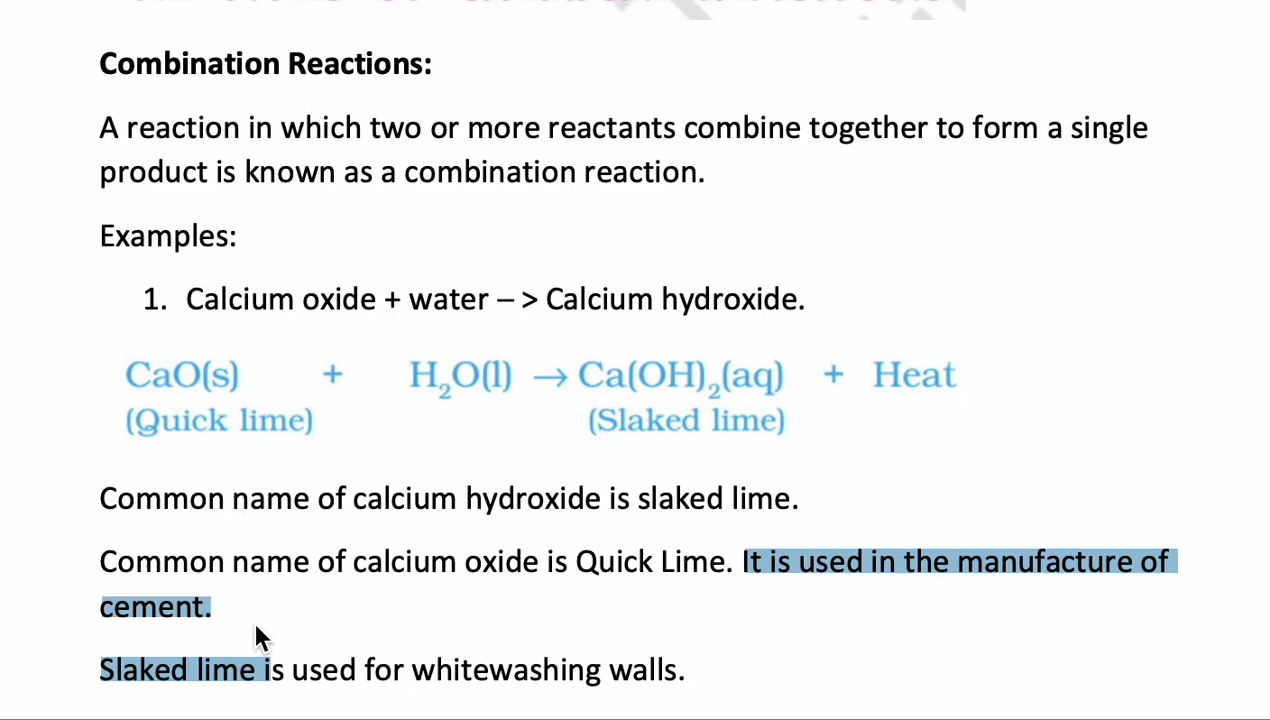 Combination Reactions:
A reaction in which two or more reactants combine together to form a single
product is known as a combination reaction.
Examples:
1. Calcium oxide + water – > Calcium hydroxide.
CaO(s) + H₂O(l) → Ca(OH)₂(aq) + Heat
(Quick lime) (Slaked lime)
Common name of calcium hydroxide is slaked lime.
Common name of calcium oxide is Quick Lime. It is used in the manufacture of
cement.
Slaked lime is used for whitewashing walls.